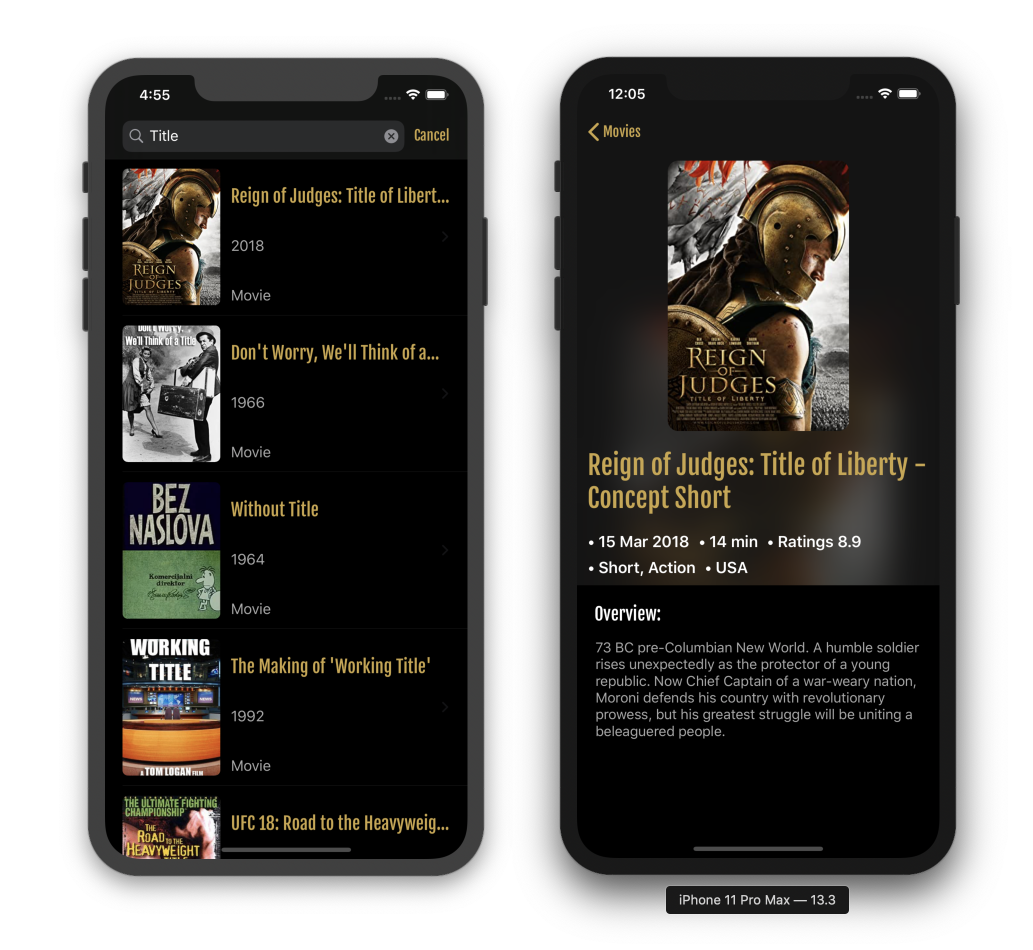 4:55
Title
Cancel
REIGN
OF
JUDGES
TITLE OF LIBERTY
Reign of Judges: Title of Libert...
2018
Movie
Don't Worry,
We'll Think of a Title
Don't Worry, We'll Think of a...
1966
Movie
BEZ
NASLOVA
Komercijalni
direktor
Without Title
1964
Movie
WORKING
TITLE
A TOM LOGAN FILM
The Making of 'Working Title'
1992
Movie
THE ULTIMATE FIGHTING
CHAMPIONSHIP
THE
ROAD TO THE
HEAVYWEIGHT
TITLE
UFC 18: Road to the Heavyweig...
12:05
Movies
REIGN
OF
JUDGES
TITLE OF LIBERTY
Reign of Judges: Title of Liberty -
Concept Short
• 15 Mar 2018 • 14 min • Ratings 8.9
• Short, Action • USA
Overview:
73 BC pre-Columbian New World. A humble soldier
rises unexpectedly as the protector of a young
republic. Now Chief Captain of a war-weary nation,
Moroni defends his country with revolutionary
prowess, but his greatest struggle will be uniting a
beleaguered people.
iPhone 11 Pro Max — 13.3